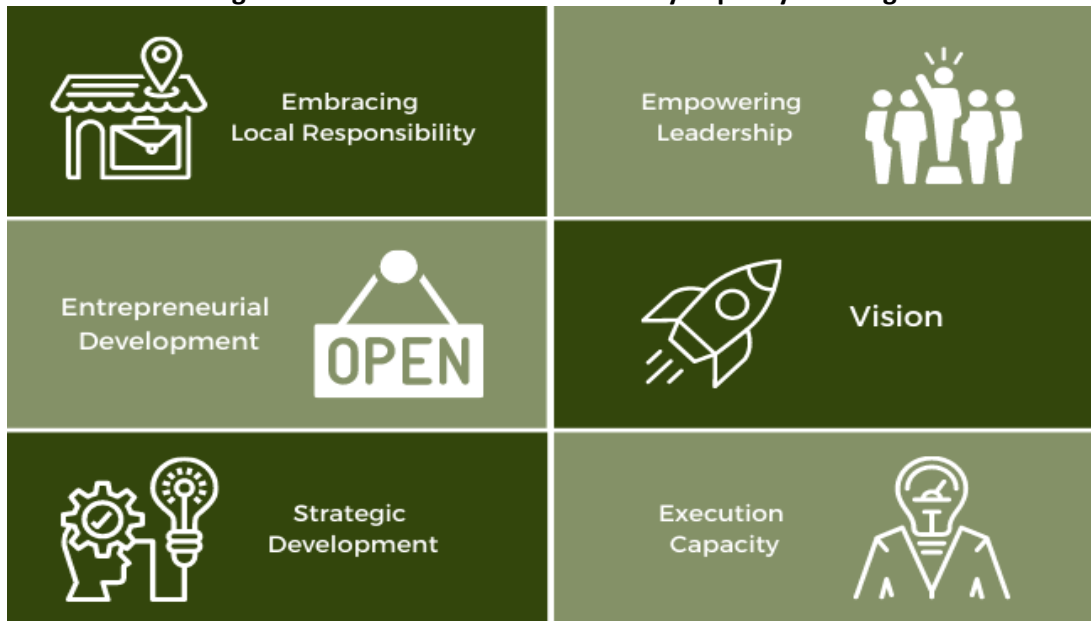 Embracing
Local Responsibility
Empowering
Leadership
Entrepreneurial
Development
OPEN
Vision
Strategic
Development
Execution
Capacity